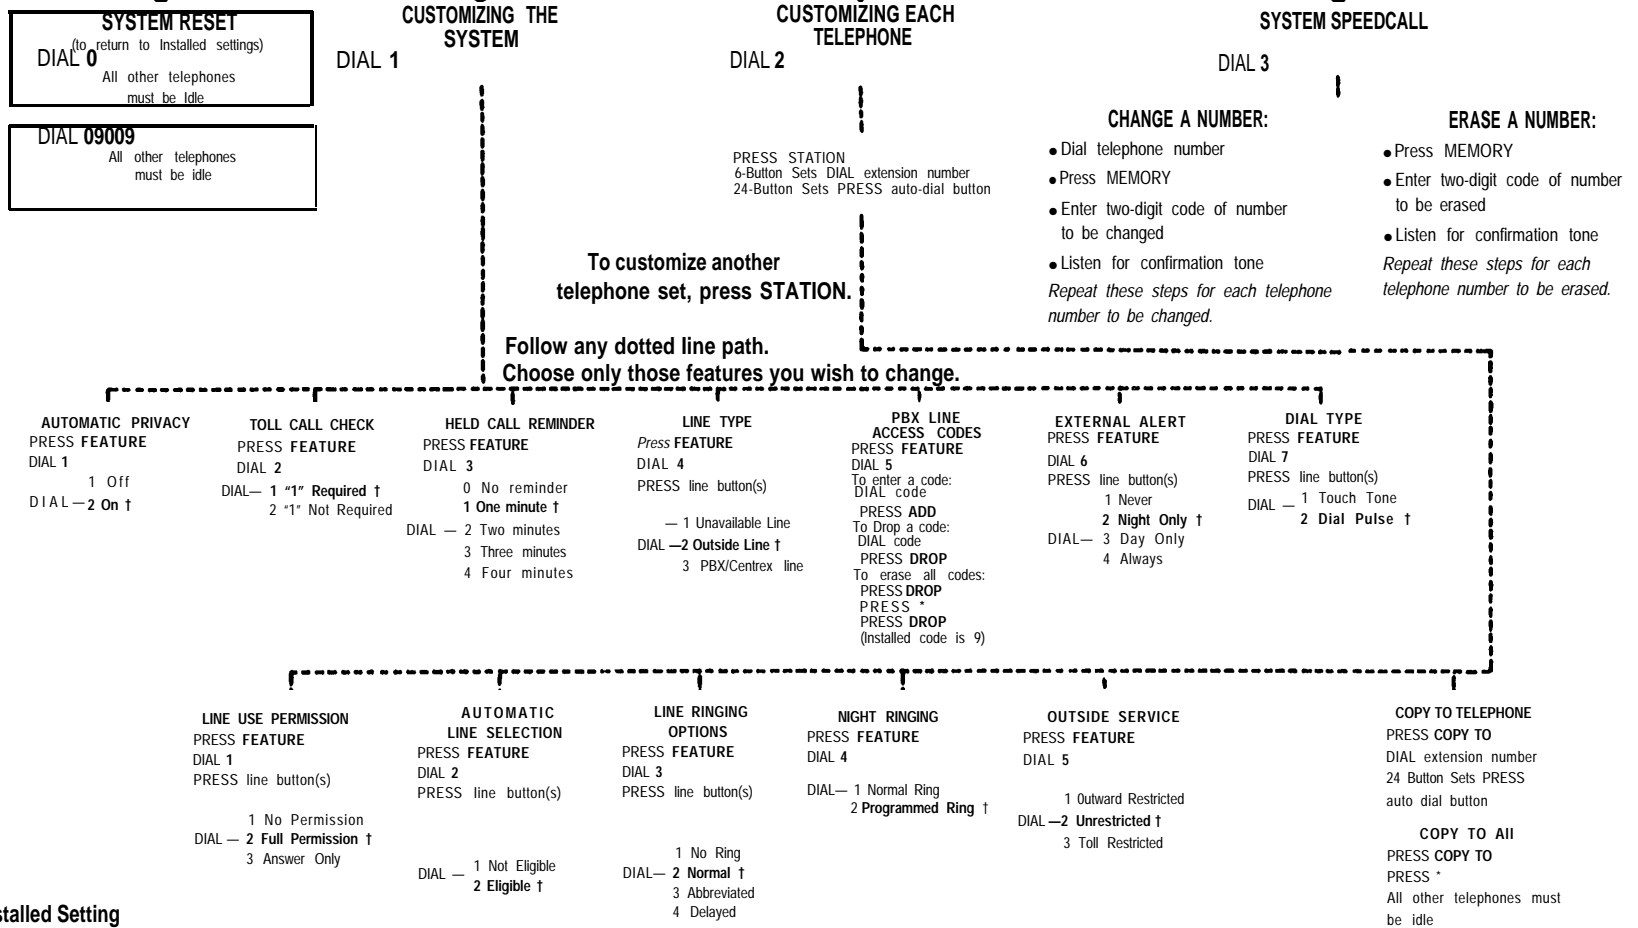 SYSTEM RESET
(to return to Installed settings)
DIAL 0
All other telephones
must be Idle
DIAL 09009
All other telephones
must be idle
CUSTOMIZING THE
SYSTEM
DIAL 1
CUSTOMIZING EACH
TELEPHONE
DIAL 2
PRESS STATION
6-Button Sets DIAL extension number
24-Button Sets PRESS auto-dial button
SYSTEM SPEEDCALL
DIAL 3
CHANGE A NUMBER:
● Dial telephone number
● Press MEMORY
● Enter two-digit code of number
to be changed
● Listen for confirmation tone
Repeat these steps for each telephone
number to be changed.
ERASE A NUMBER:
● Press MEMORY
● Enter two-digit code of number
to be erased
● Listen for confirmation tone
Repeat these steps for each
telephone number to be erased.
To customize another
telephone set, press STATION.
Follow any dotted line path.
Choose only those features you wish to change.
AUTOMATIC PRIVACY
PRESS FEATURE
DIAL 1
1 Off
DIAL — 2 On †
TOLL CALL CHECK
PRESS FEATURE
DIAL 2
DIAL — 1 "1" Required †
2 "1" Not Required
HELD CALL REMINDER
PRESS FEATURE
DIAL 3
0 No reminder
1 One minute †
DIAL — 2 Two minutes
3 Three minutes
4 Four minutes
LINE TYPE
Press FEATURE
DIAL 4
PRESS line button(s)
— 1 Unavailable Line
DIAL — 2 Outside Line †
3 PBX/Centrex line
PBX LINE
ACCESS CODES
PRESS FEATURE
DIAL 5
To enter a code:
DIAL code
PRESS ADD
To Drop a code:
DIAL code
PRESS DROP
To erase all codes:
PRESS DROP
PRESS *
PRESS DROP
(Installed code is 9)
EXTERNAL ALERT
PRESS FEATURE
DIAL 6
PRESS line button(s)
1 Never
2 Night Only †
DIAL — 3 Day Only
4 Always
DIAL TYPE
PRESS FEATURE
DIAL 7
PRESS line button(s)
DIAL — 1 Touch Tone
2 Dial Pulse †
LINE USE PERMISSION
PRESS FEATURE
DIAL 1
PRESS line button(s)
1 No Permission
DIAL — 2 Full Permission †
3 Answer Only
AUTOMATIC
LINE SELECTION
PRESS FEATURE
DIAL 2
PRESS line button(s)
DIAL — 1 Not Eligible
2 Eligible †
LINE RINGING
OPTIONS
PRESS FEATURE
DIAL 3
PRESS line button(s)
1 No Ring
DIAL — 2 Normal †
3 Abbreviated
4 Delayed
NIGHT RINGING
PRESS FEATURE
DIAL 4
DIAL — 1 Normal Ring
2 Programmed Ring †
OUTSIDE SERVICE
PRESS FEATURE
DIAL 5
1 Outward Restricted
DIAL — 2 Unrestricted †
3 Toll Restricted
COPY TO TELEPHONE
PRESS COPY TO
DIAL extension number
24 Button Sets PRESS
auto dial button
COPY TO All
PRESS COPY TO
PRESS *
All other telephones must
be idle
stalled Setting